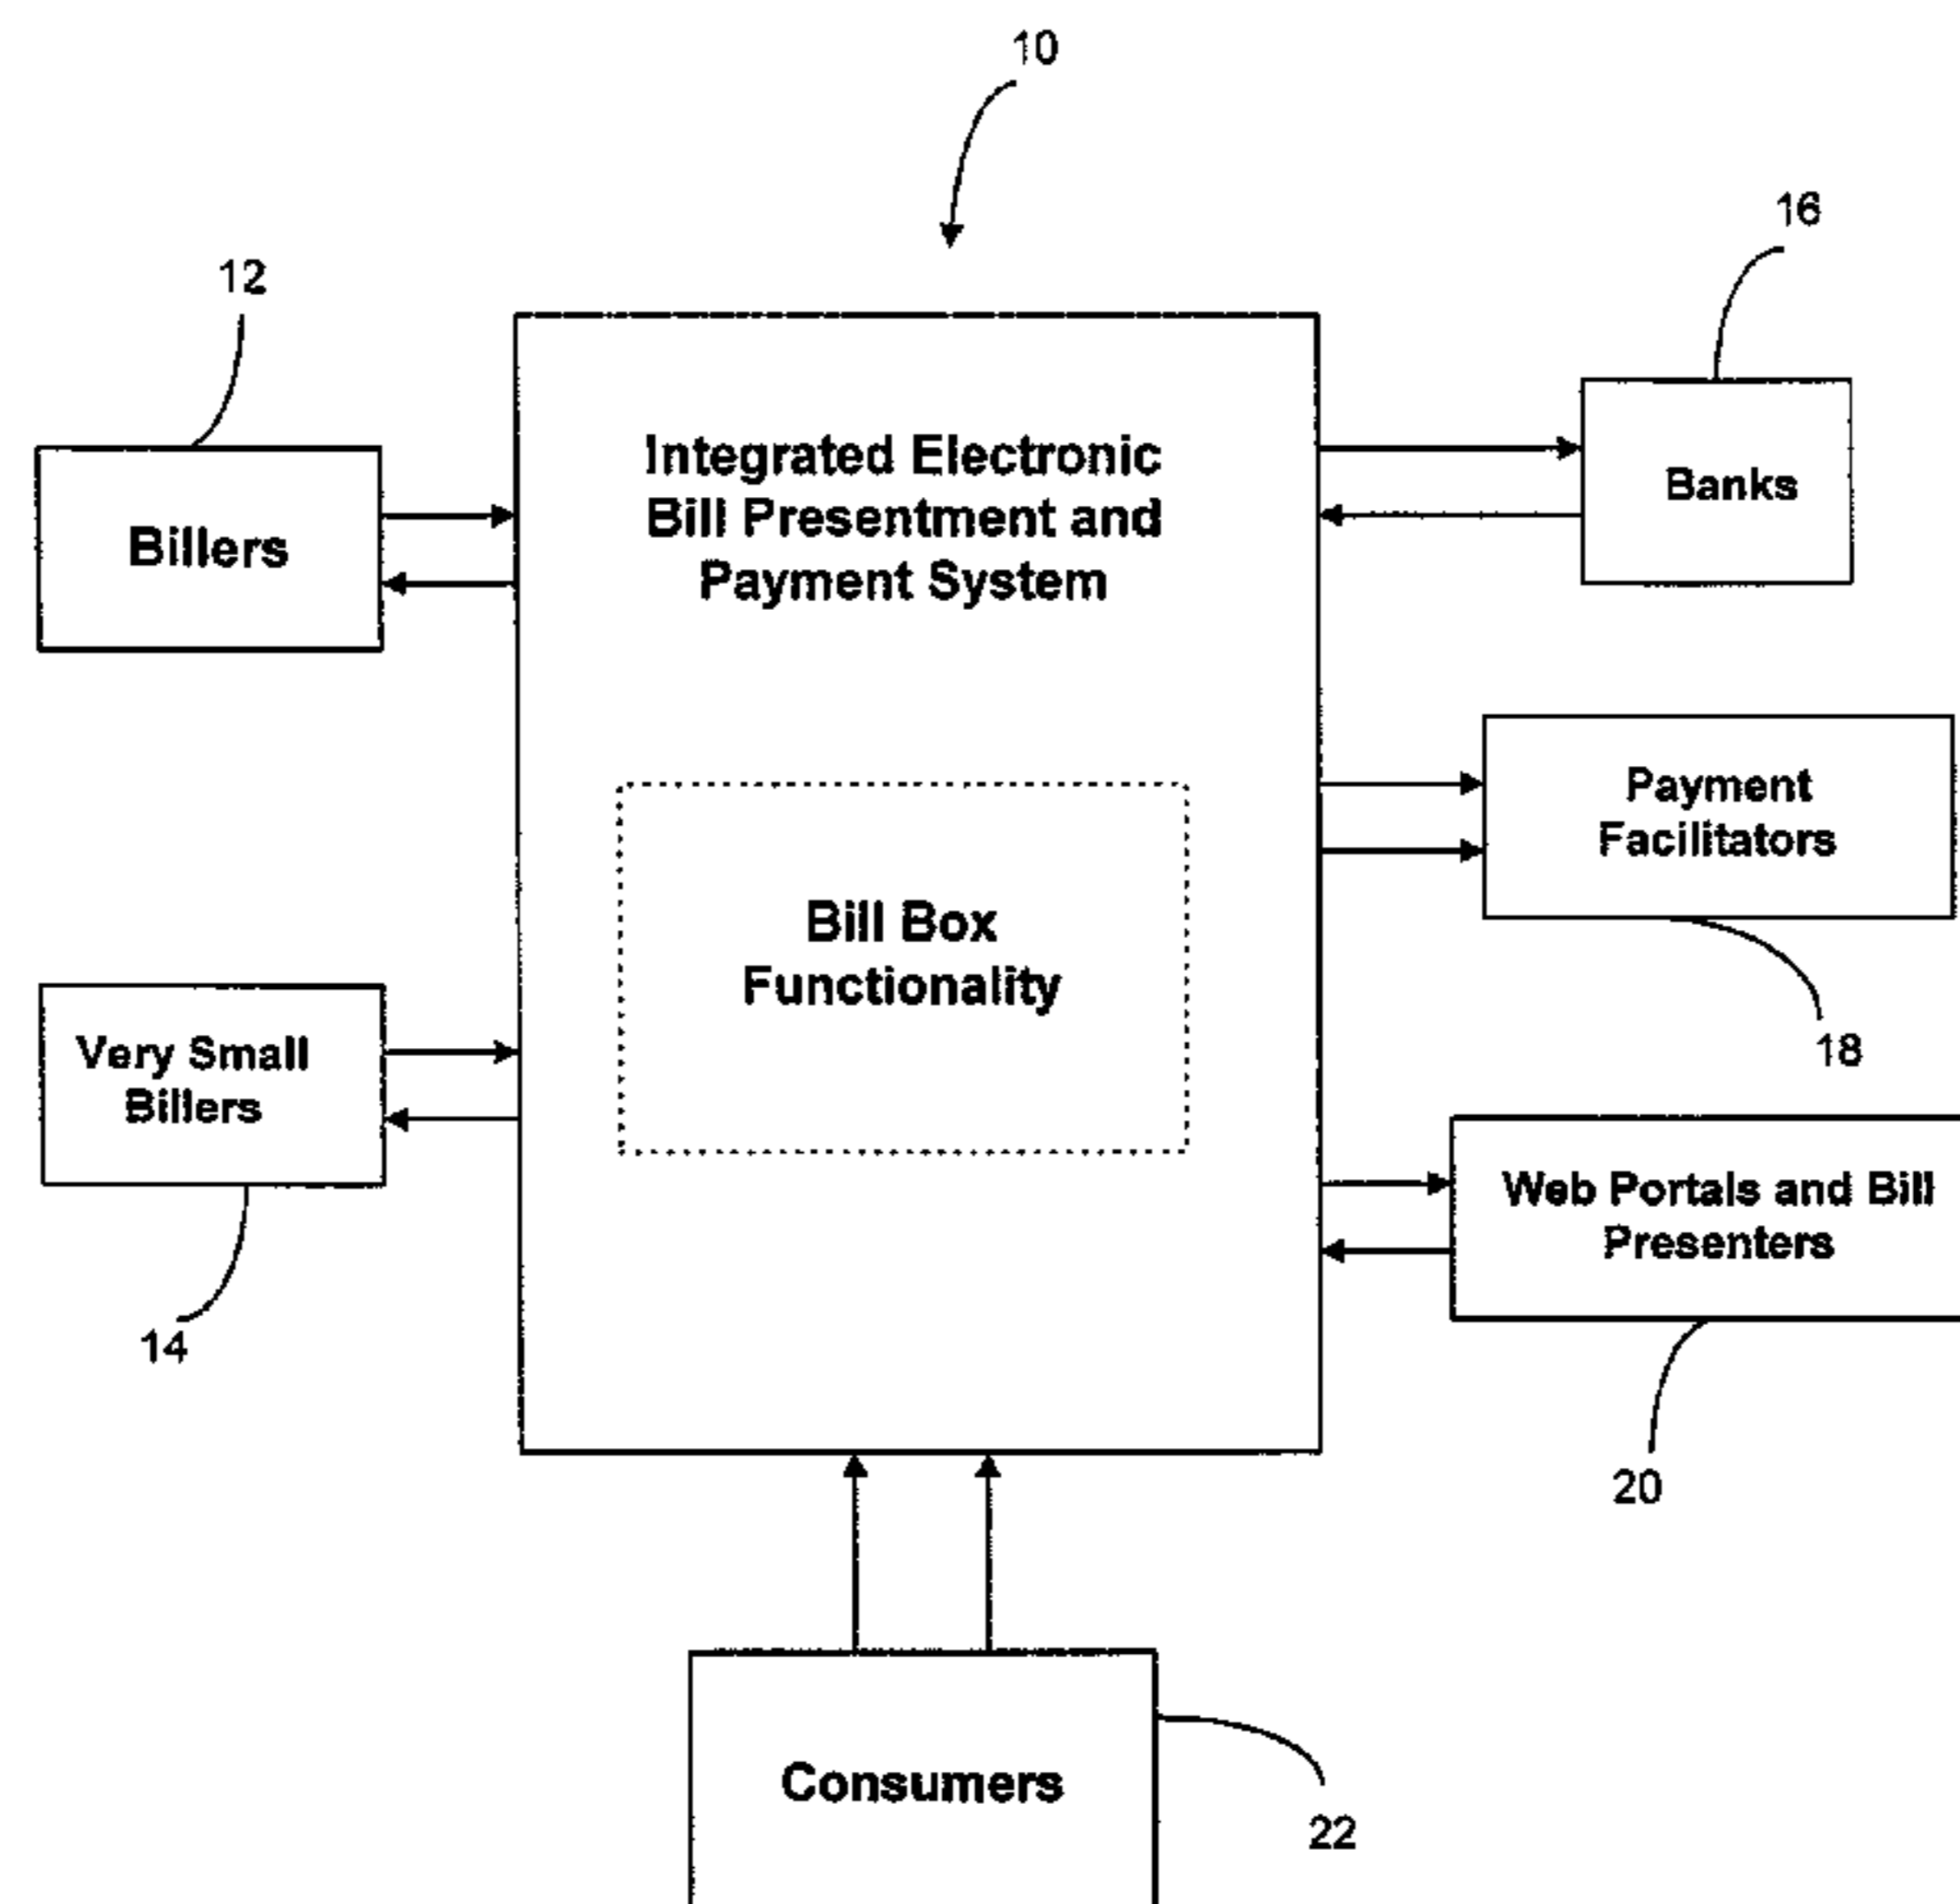 10
16
12
Integrated Electronic
Bill Presentment and
Payment System
Banks
Billers
Payment
Facilitators
Bill Box
Functionality
18
Very Small
Billers
Web Portals and Bill
Presenters
14
20
Consumers
22